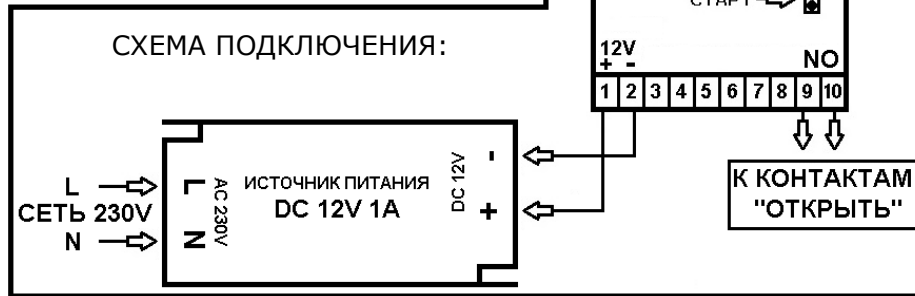 СТАРТ
СХЕМА ПОДКЛЮЧЕНИЯ:
12V
+ -
NO
1 2 3 4 5 6 7 8 9 10
L
СЕТЬ 230V
N
L
N
AC 230V
ИСТОЧНИК ПИТАНИЯ
DC 12V 1A
DC 12V
-
+
К КОНТАКТАМ
"ОТКРЫТЬ"